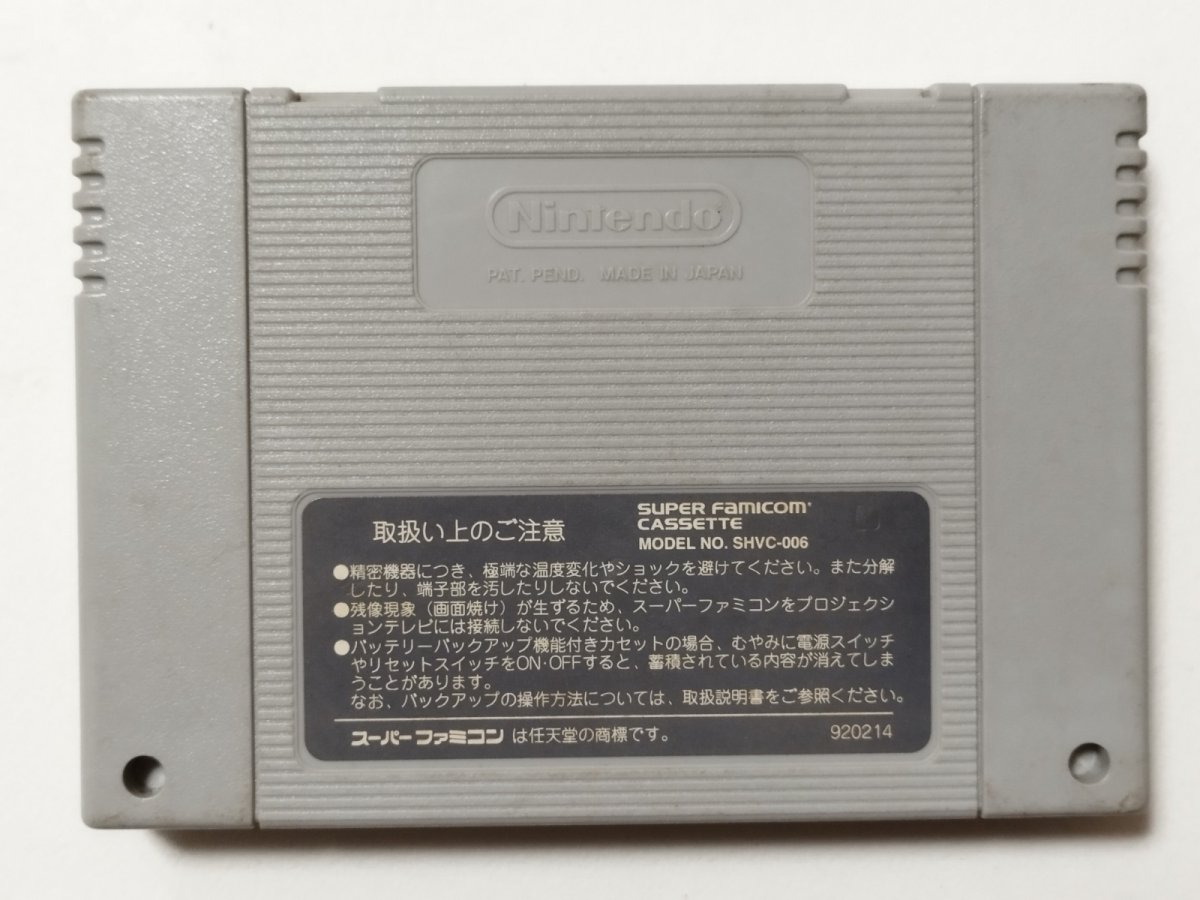 Nintendo®
PAT. PEND. MADE IN JAPAN
取扱い上のご注意
SUPER FAMICOM®
CASSETTE
MODEL NO. SHVC-006
●精密機器につき、極端な温度変化やショックを避けてください。また分解
したり、端子部を汚したりしないでください。
●残像現象（画面焼け）が生ずるため、スーパーファミコンをプロジェクシ
ョンテレビには接続しないでください。
●バッテリーバックアップ機能付きカセットの場合、むやみに電源スイッチ
やリセットスイッチをON·OFFすると、蓄積されている内容が消えてしま
うことがあります。
なお、バックアップの操作方法については、取扱説明書をご参照ください。
スーパーファミコンは任天堂の商標です。
920214